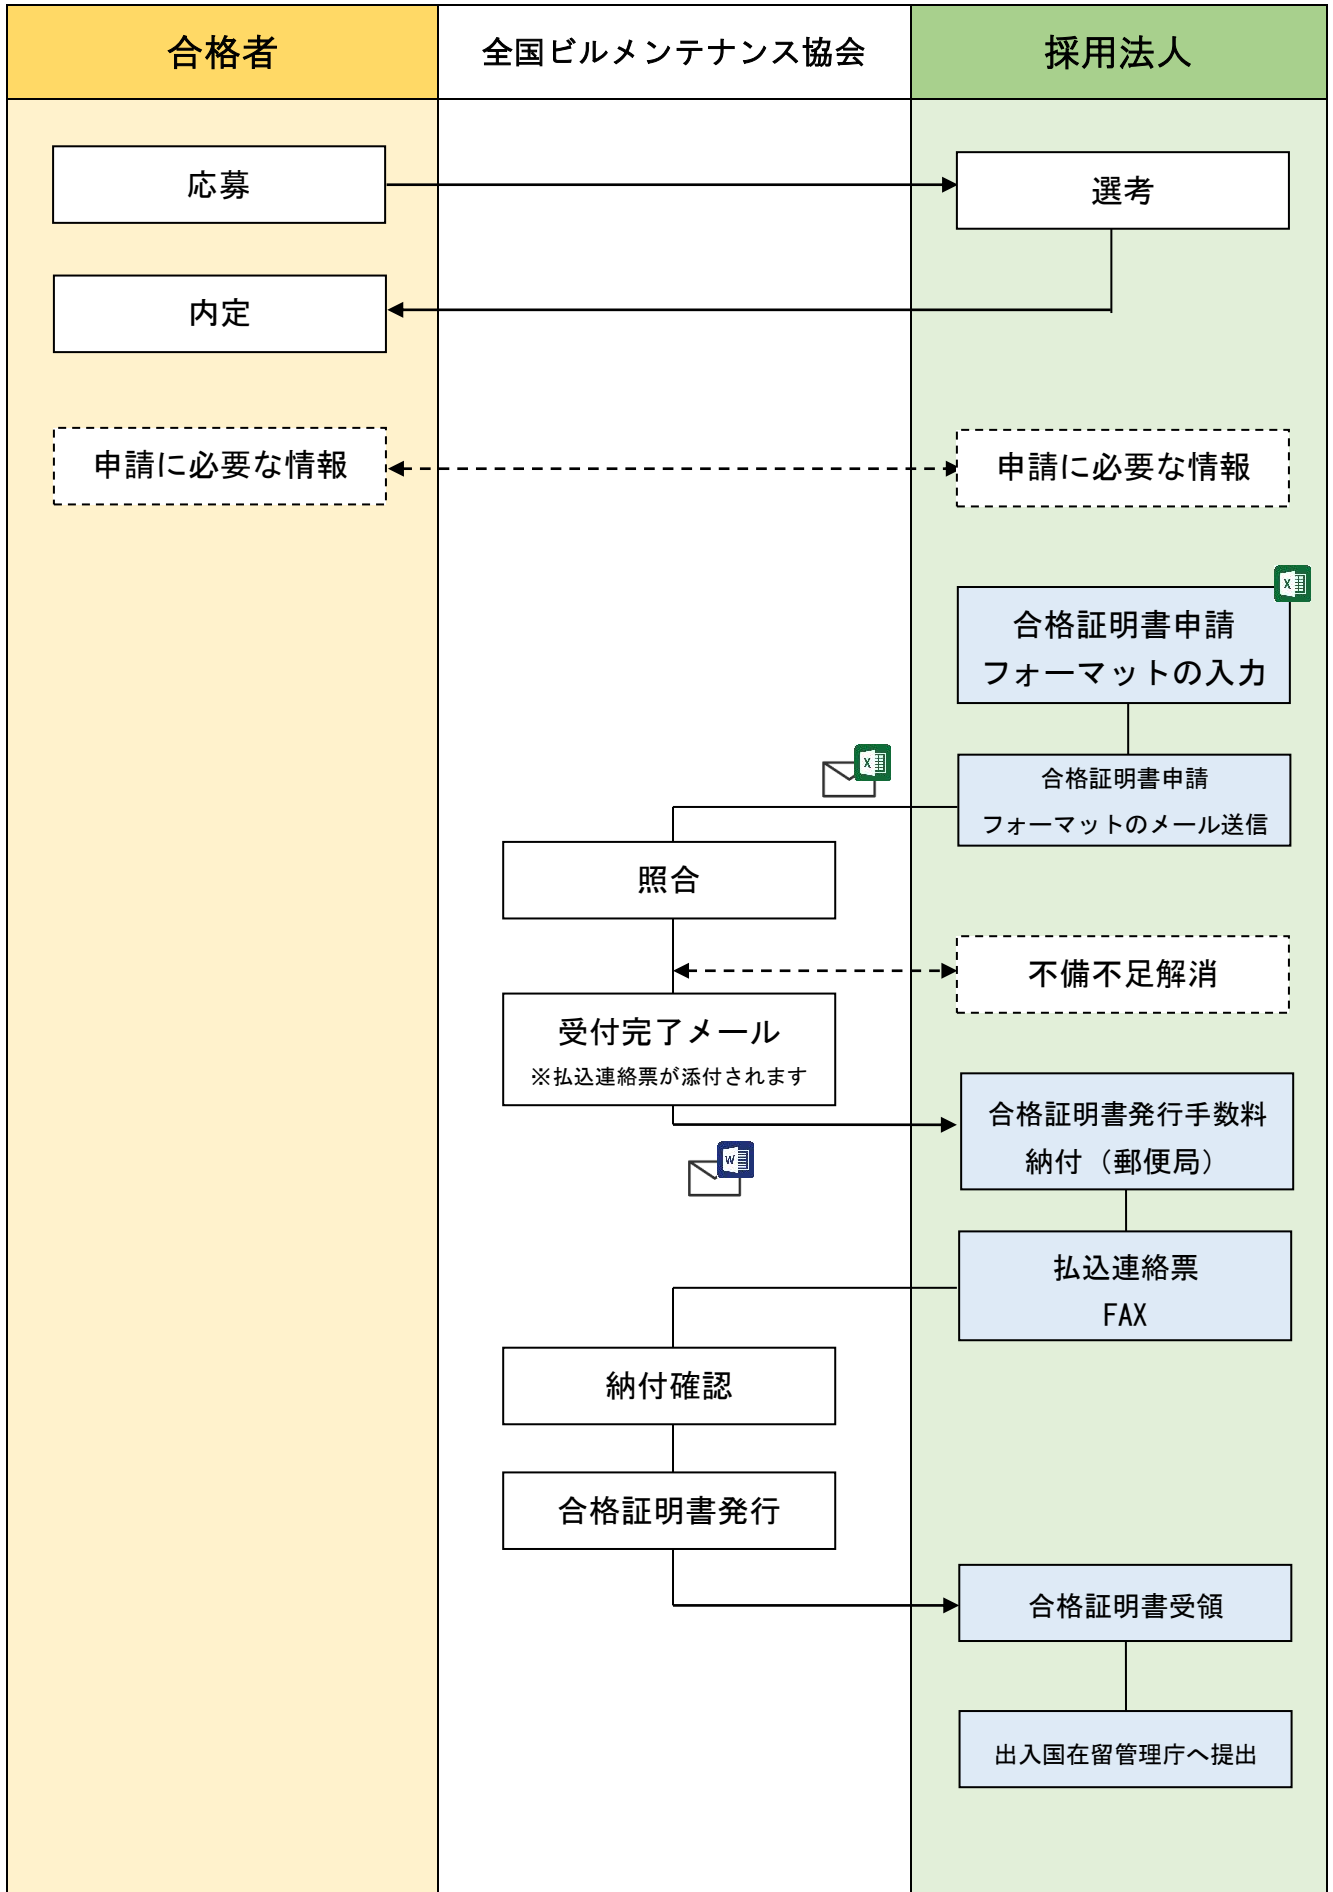 合格者
全国ビルメンテナンス協会
採用法人
応募
選考
内定
申請に必要な情報
申請に必要な情報
X
合格証明書申請
フォーマットの入力
X
合格証明書申請
フォーマットのメール送信
照合
不備不足解消
受付完了メール
※払込連絡票が添付されます
合格証明書発行手数料
納付（郵便局）
W
払込連絡票
FAX
納付確認
合格証明書発行
合格証明書受領
出入国在留管理庁へ提出